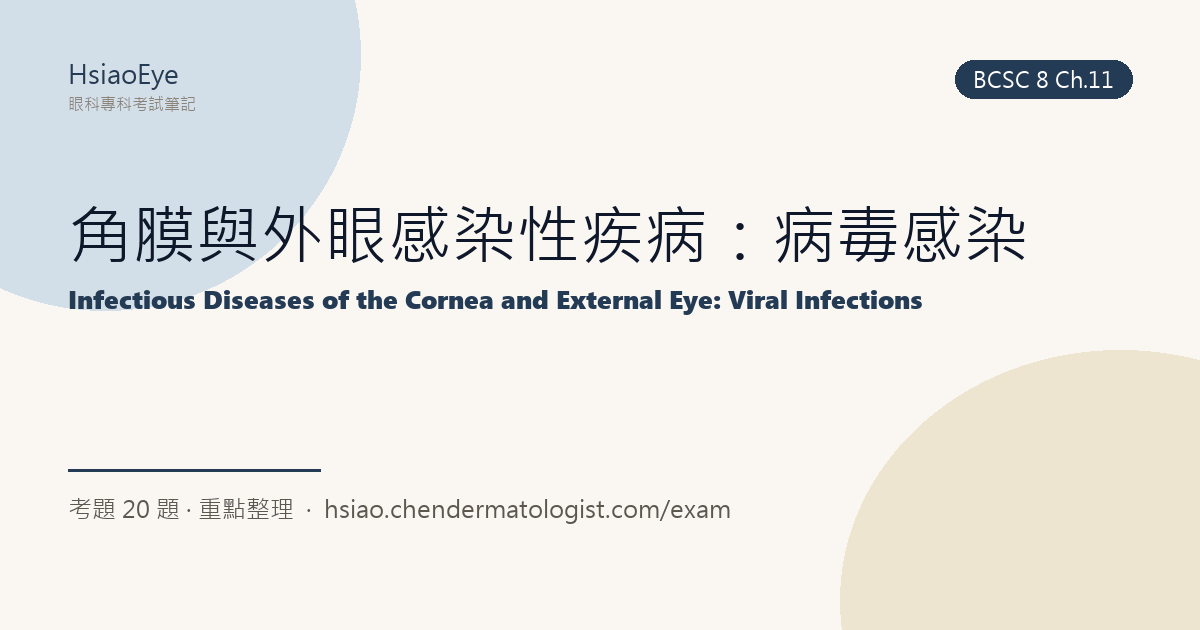 HsiaoEye
眼科專科考試筆記
BCSC 8 Ch.11
角膜與外眼感染性疾病：病毒感染
Infectious Diseases of the Cornea and External Eye: Viral Infections
考題 20 題 · 重點整理 · hsiao.chendermatologist.com/exam